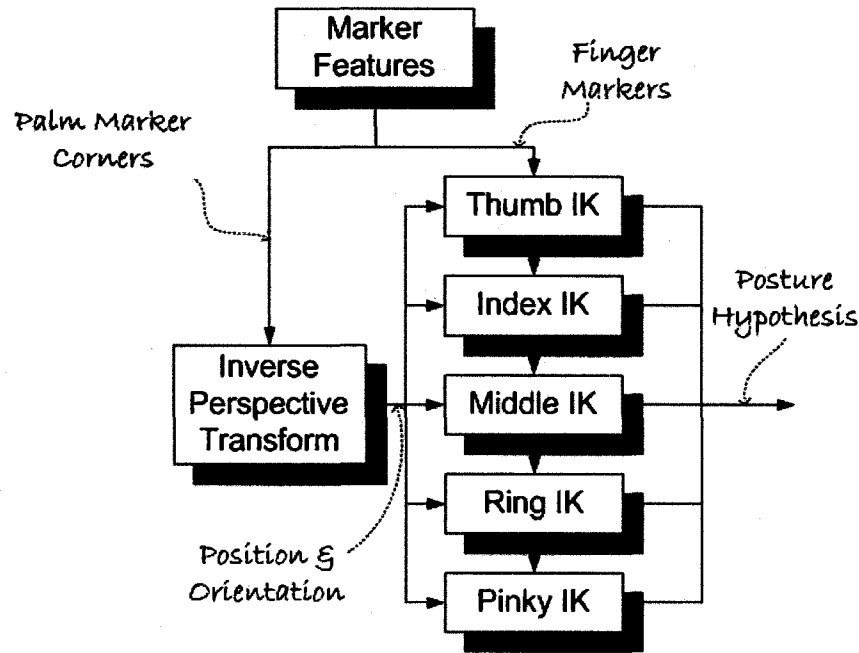 Marker
Features
Finger
Markers
Palm Marker
Corners
Thumb IK
Index IK
Posture
Hypothesis
Inverse
Perspective
Transform
Middle IK
Ring IK
Position &
Orientation
Pinky IK